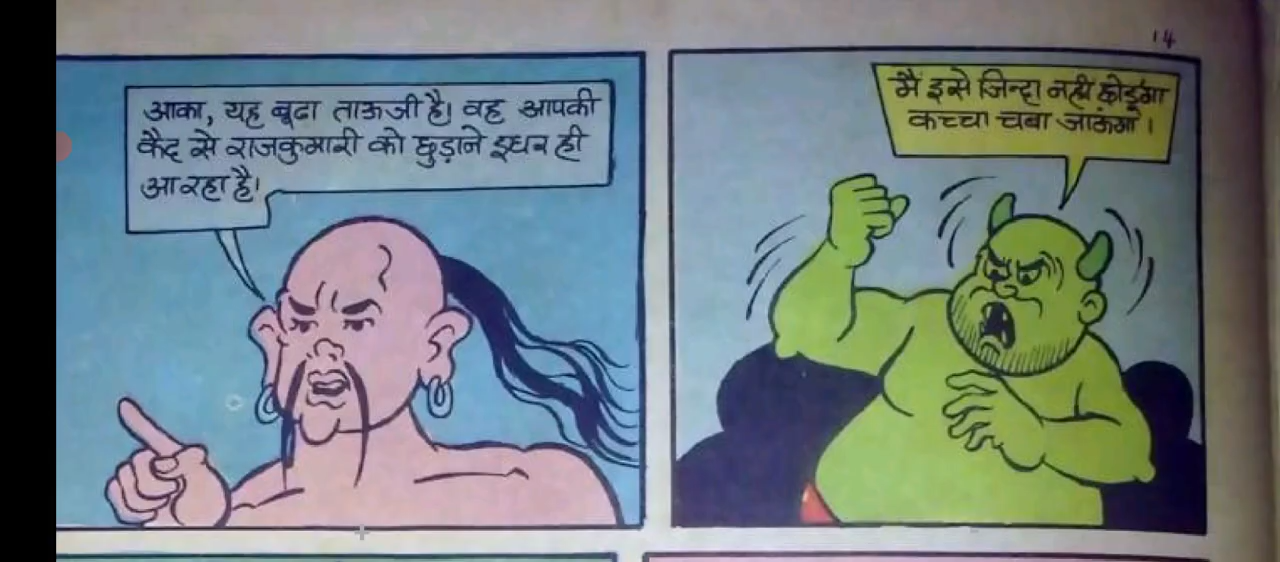 आका, यह बूढा ताऊजी है। वह आपकी
कैद से राजकुमारी को छुड़ाने इधर ही
आ रहा है।
14
मैं इसे जिन्दा नहीं छोडूंगा
कच्चा चबा जाऊंगा।